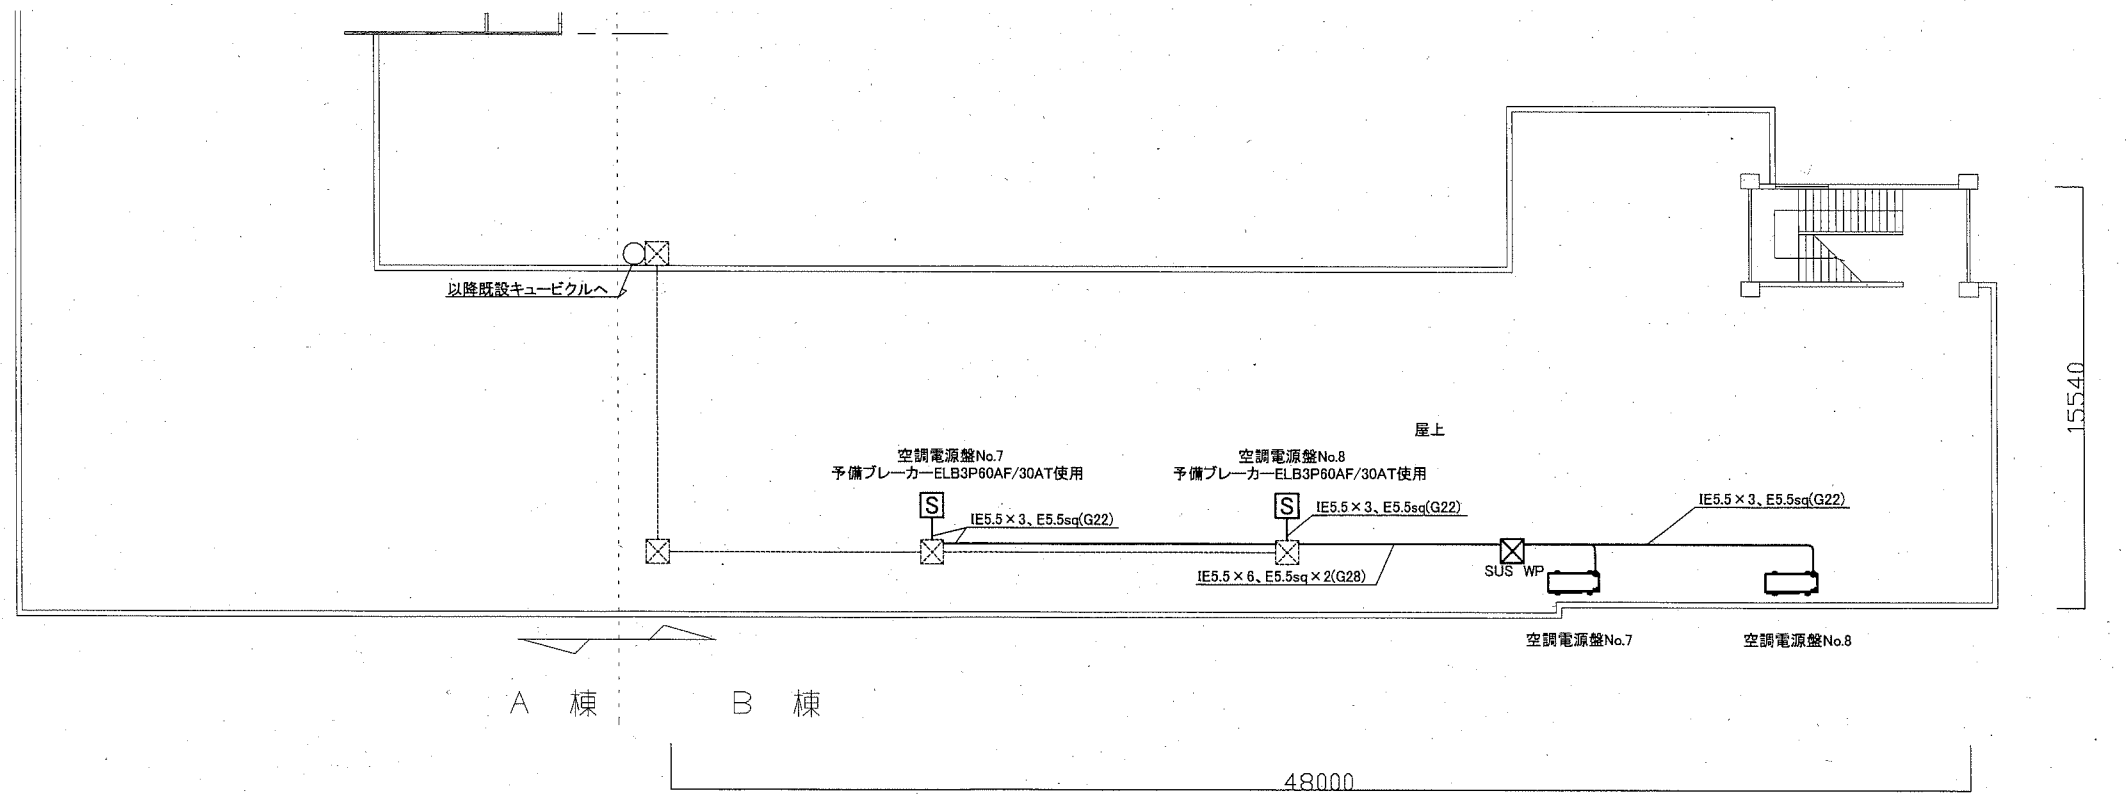 以降既設キュービクルへ
屋上
空調電源盤No.7
予備ブレーカーELB3P60AF/30AT使用
空調電源盤No.8
予備ブレーカーELB3P60AF/30AT使用
S
S
IE5.5×3、E5.5sq(G22)
IE5.5×3、E5.5sq(G22)
IE5.5×3、E5.5sq(G22)
IE5.5×6、E5.5sq×2(G28)
SUS WP
空調電源盤No.7
空調電源盤No.8
A 棟
B 棟
15540
48000